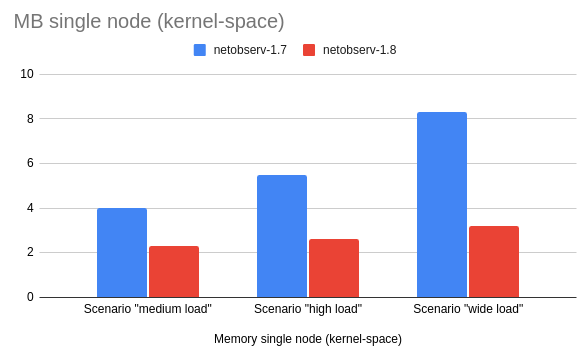 MB single node (kernel-space)
netobserv-1.7 netobserv-1.8
10
8
6
4
2
0
Scenario "medium load" Scenario "high load" Scenario "wide load"
Memory single node (kernel-space)